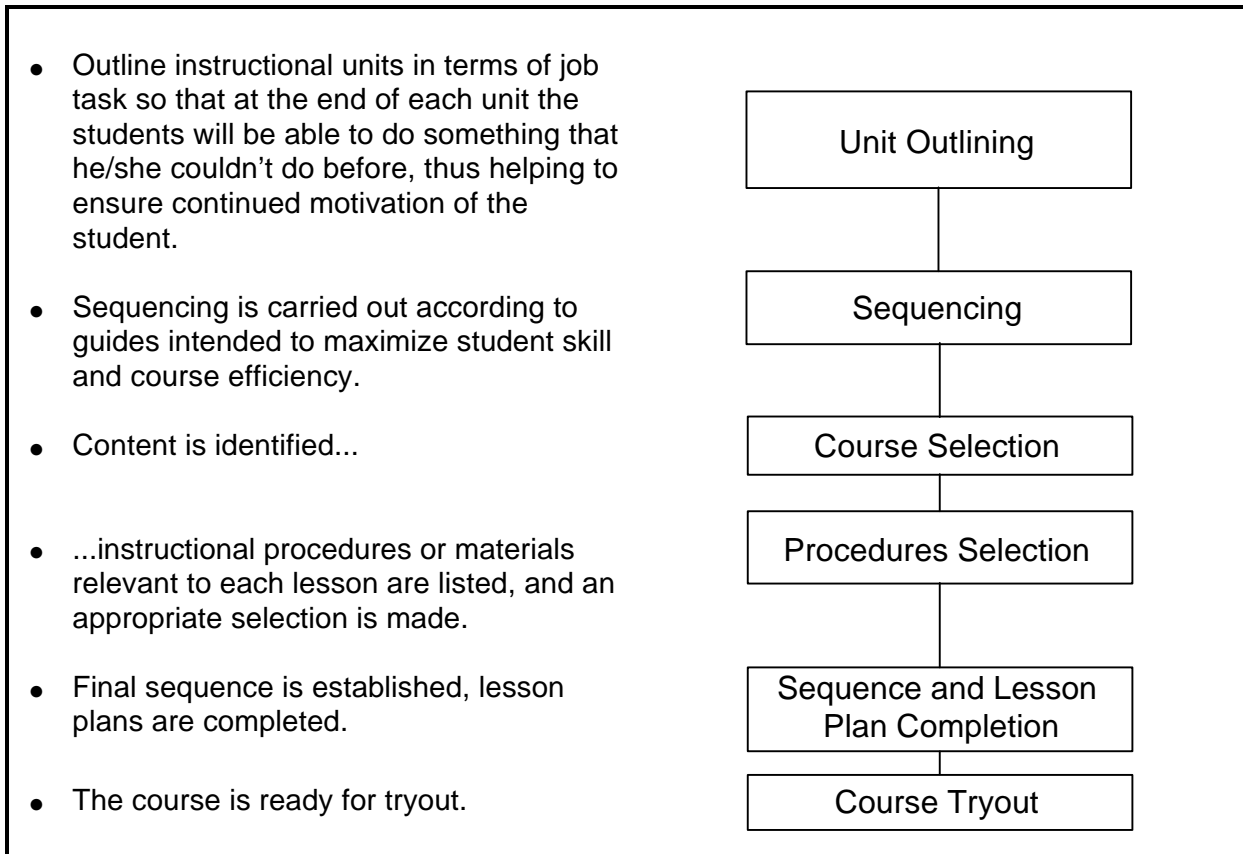 ● Outline instructional units in terms of job
task so that at the end of each unit the
students will be able to do something that
he/she couldn’t do before, thus helping to
ensure continued motivation of the
student.
Unit Outlining
● Sequencing is carried out according to
guides intended to maximize student skill
and course efficiency.
Sequencing
● Content is identified...
Course Selection
● ...instructional procedures or materials
relevant to each lesson are listed, and an
appropriate selection is made.
Procedures Selection
● Final sequence is established, lesson
plans are completed.
Sequence and Lesson
Plan Completion
● The course is ready for tryout.
Course Tryout